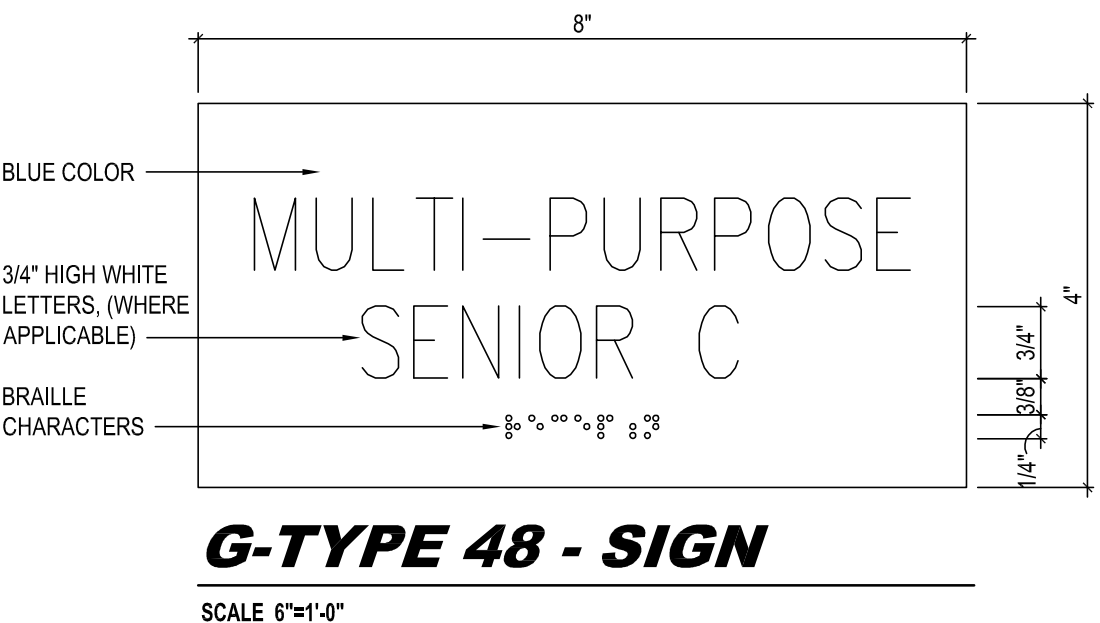 8"
BLUE COLOR
MULTI-PURPOSE
3/4" HIGH WHITE
LETTERS, (WHERE
APPLICABLE)
SENIOR C
4"
3/4"
3/8"
BRAILLE
CHARACTERS
1/4"
G-TYPE 48 - SIGN
SCALE 6"=1'-0"